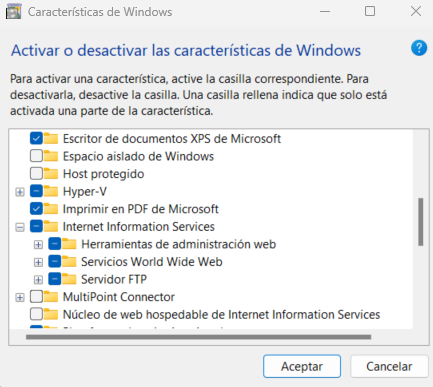 Características de Windows
Activar o desactivar las características de Windows
Para activar una característica, active la casilla correspondiente. Para
desactivarla, desactive la casilla. Una casilla rellena indica que solo está
activada una parte de la característica.
Escritor de documentos XPS de Microsoft
Espacio aislado de Windows
Host protegido
Hyper-V
Imprimir en PDF de Microsoft
Internet Information Services
Herramientas de administración web
Servicios World Wide Web
Servidor FTP
MultiPoint Connector
Núcleo de web hospedable de Internet Information Services
Aceptar
Cancelar